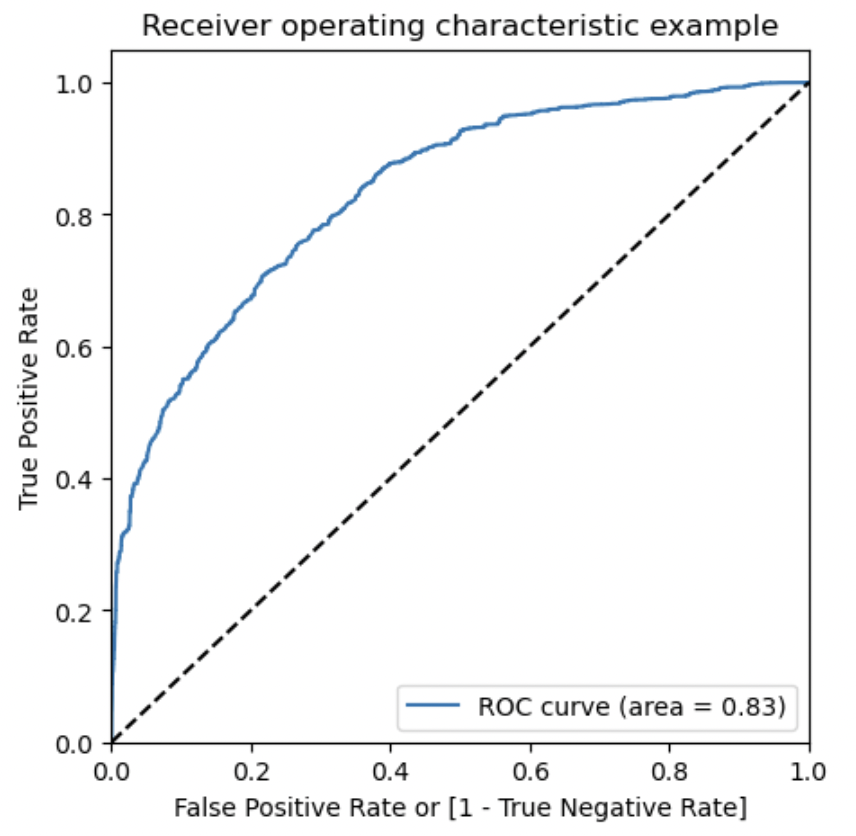 Receiver operating characteristic example
1.0
0.8
0.6
0.4
0.2
0.0
True Positive Rate
ROC curve (area = 0.83)
0.0 0.2 0.4 0.6 0.8 1.0
False Positive Rate or [1 - True Negative Rate]